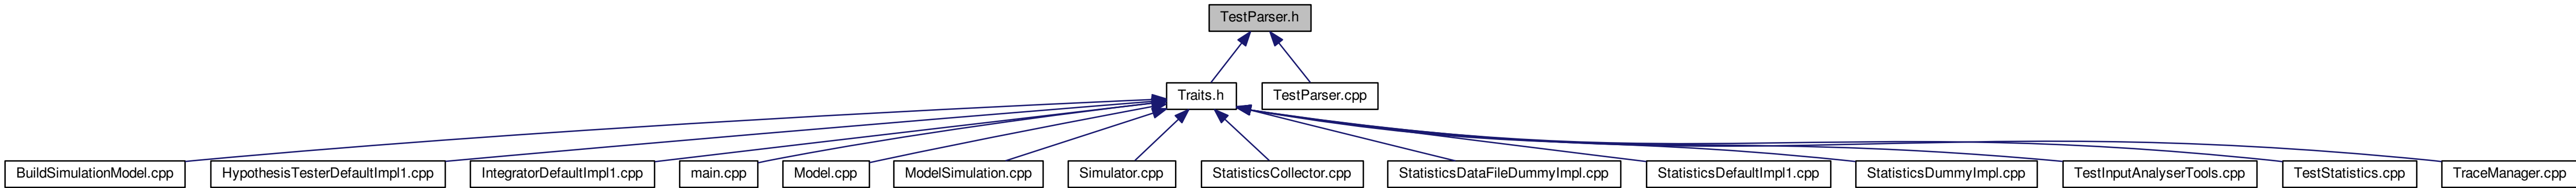 TestParser.h
Traits.h
TestParser.cpp
BuildSimulationModel.cpp
HypothesisTesterDefaultImpl1.cpp
IntegratorDefaultImpl1.cpp
main.cpp
Model.cpp
ModelSimulation.cpp
Simulator.cpp
StatisticsCollector.cpp
StatisticsDataFileDummyImpl.cpp
StatisticsDefaultImpl1.cpp
StatisticsDummyImpl.cpp
TestInputAnalyserTools.cpp
TestStatistics.cpp
TraceManager.cpp